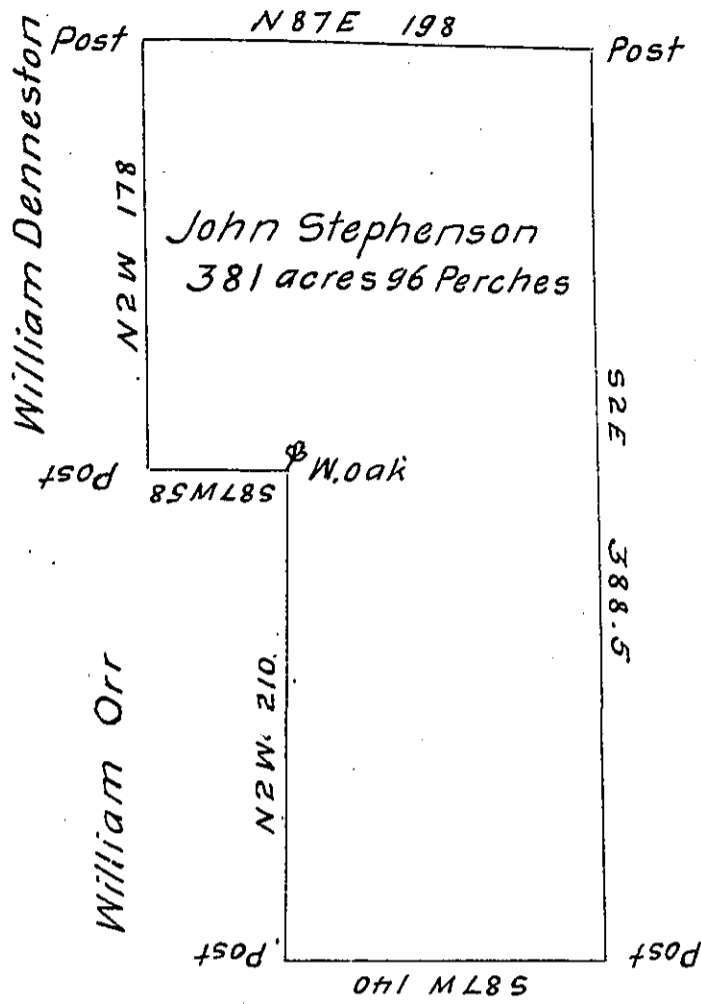 N87E 198
Post
Post
William Denneston
N2W 178
John Stephenson
381 acres 96 Perches
S2E 388.5
Post
S87W58
W.oak
William Orr
N2W 210
Post
S87W 140
Post